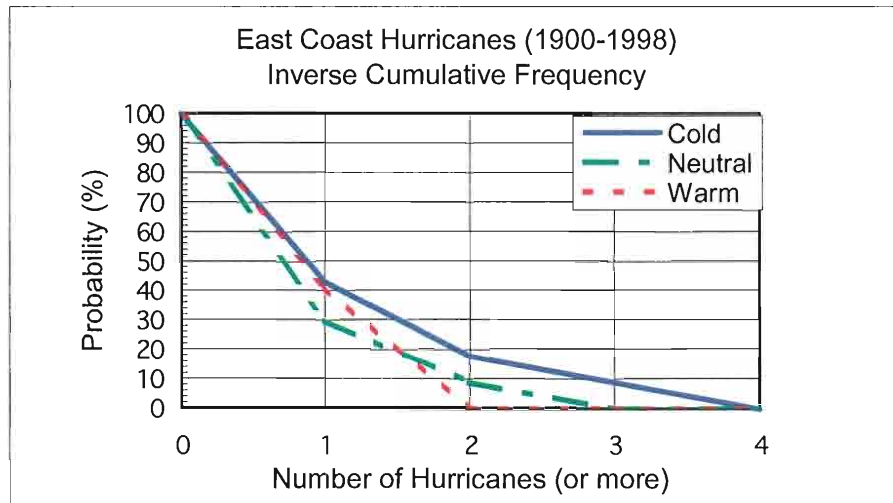 East Coast Hurricanes (1900-1998)
Inverse Cumulative Frequency
Probability (%)
100
90
80
70
60
50
40
30
20
10
0
Cold
Neutral
Warm
0 1 2 3 4
Number of Hurricanes (or more)